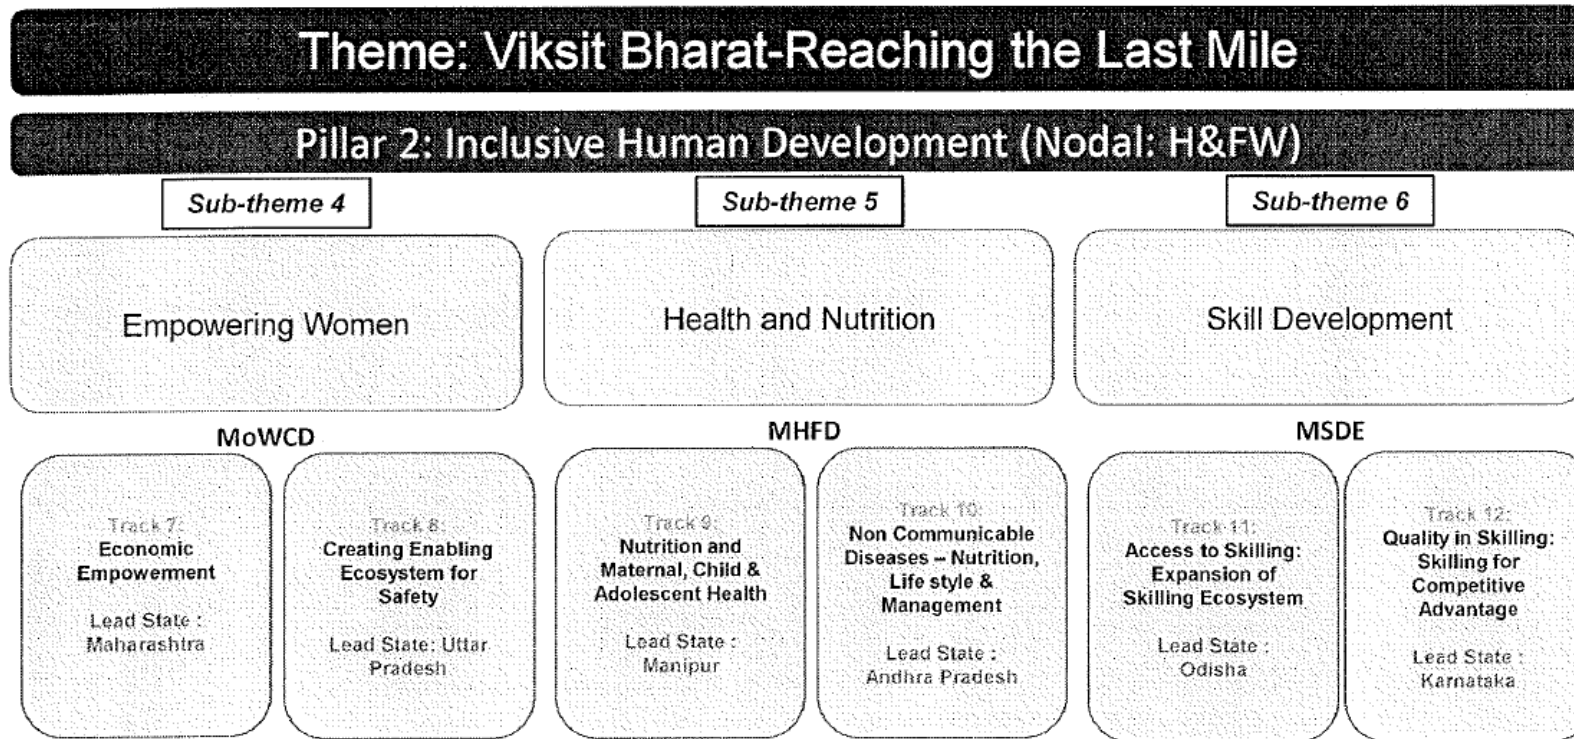 Theme: Viksit Bharat-Reaching the Last Mile
Pillar 2: Inclusive Human Development (Nodal: H&FW)
Sub-theme 4
Sub-theme 5
Sub-theme 6
Empowering Women
Health and Nutrition
Skill Development
MoWCD
MHFD
MSDE
Track 7:
Economic
Empowerment
Lead State :
Maharashtra
Track 8:
Creating Enabling
Ecosystem for
Safety
Lead State: Uttar
Pradesh
Track 9:
Nutrition and
Maternal, Child &
Adolescent Health
Lead State :
Manipur
Track 10:
Non Communicable
Diseases – Nutrition,
Life style &
Management
Lead State :
Andhra Pradesh
Track 11:
Access to Skilling:
Expansion of
Skilling Ecosystem
Lead State :
Odisha
Track 12:
Quality in Skilling:
Skilling for
Competitive
Advantage
Lead State :
Karnataka